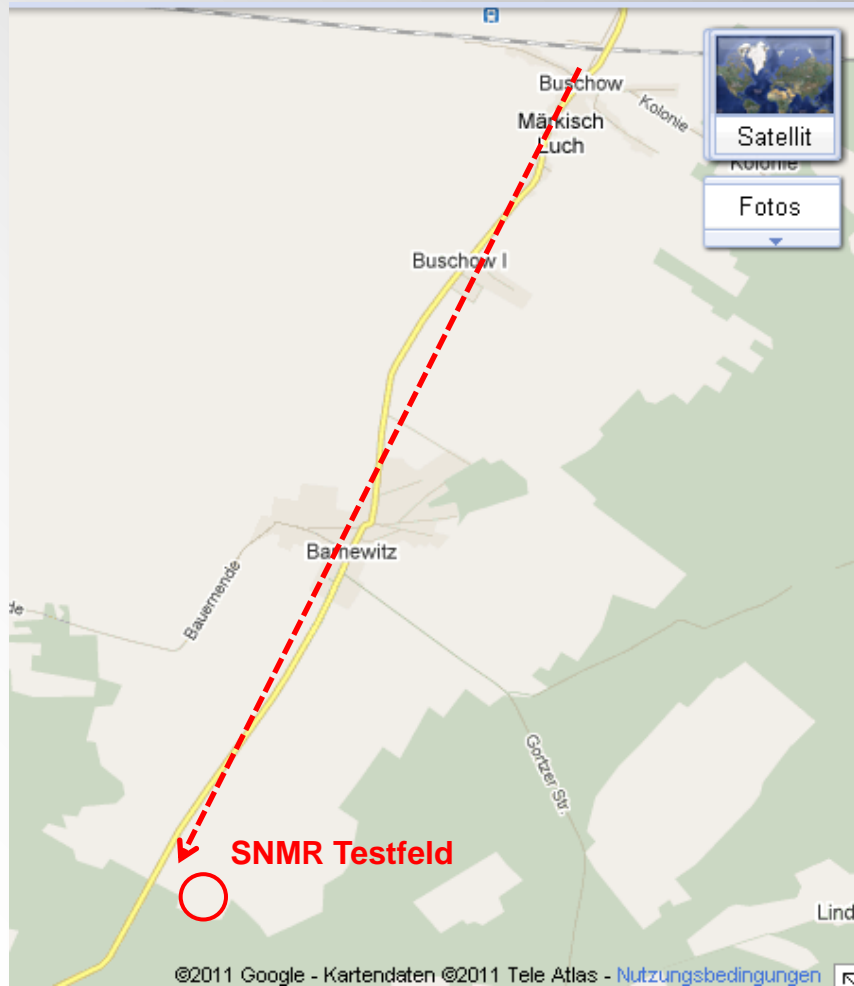 Buschow
Kolonie
Märkisch
Luch
Satellit
Kolonie
Fotos
Buschow I
Barnewitz
Bauernende
de
Gortzer Str.
SNMR Testfeld
Lind
©2011 Google - Kartendaten ©2011 Tele Atlas - Nutzungsbedingungen